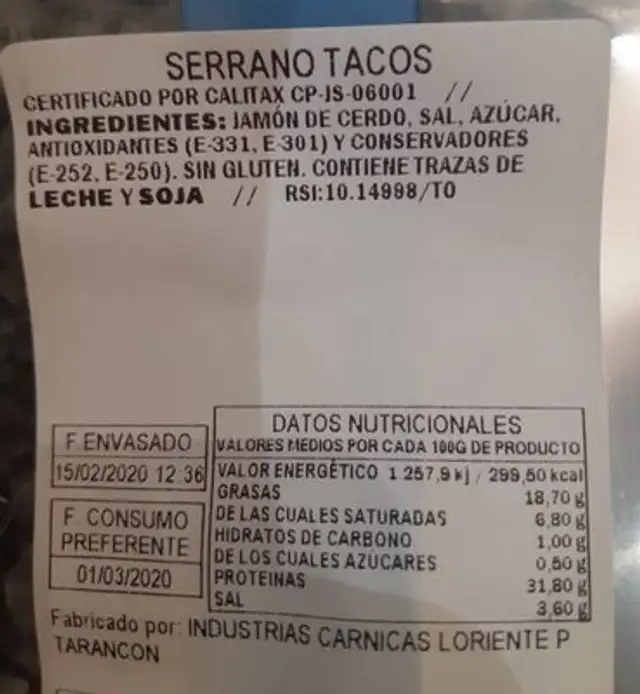 SERRANO TACOS
CERTIFICADO POR CALITAX CP-JS-06001 //
INGREDIENTES: JAMÓN DE CERDO, SAL, AZÚCAR,
ANTIOXIDANTES (E-331, E-301) Y CONSERVADORES
(E-252, E-250). SIN GLUTEN. CONTIENE TRAZAS DE
LECHE Y SOJA // RSI:10.14998/TO
F.ENVASADO
15/02/2020 12:36
F. CONSUMO
PREFERENTE
01/03/2020
DATOS NUTRICIONALES
VALORES MEDIOS POR CADA 100G DE PRODUCTO
VALOR ENERGÉTICO 1.257,9 kj / 299,50 kcal
GRASAS 18,70 g
DE LAS CUALES SATURADAS 6,80 g
HIDRATOS DE CARBONO 1,00 g
DE LOS CUALES AZÚCARES 0,50 g
PROTEINAS 31,80 g
SAL 3,60 g
Fabricado por: INDUSTRIAS CARNICAS LORIENTE P
TARANCON